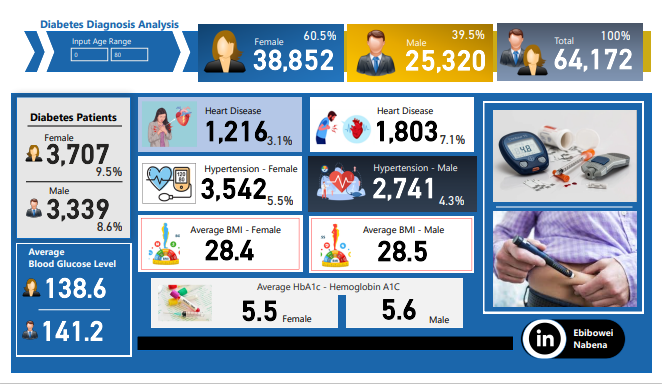 Diabetes Diagnosis Analysis
Input Age Range
0 80
Female 60.5%
38,852
Male 39.5%
25,320
Total 100%
64,172
Diabetes Patients
Female
3,707
9.5%
Male
3,339
8.6%
Average
Blood Glucose Level
138.6
141.2
Heart Disease
1,216 3.1%
Heart Disease
1,803 7.1%
Hypertension - Female
3,542 5.5%
Hypertension - Male
2,741 4.3%
Average BMI - Female
28.4
Average BMI - Male
28.5
Average HbA1c - Hemoglobin A1C
5.5 Female
5.6 Male
4.8
in
Ebibowei
Nabena